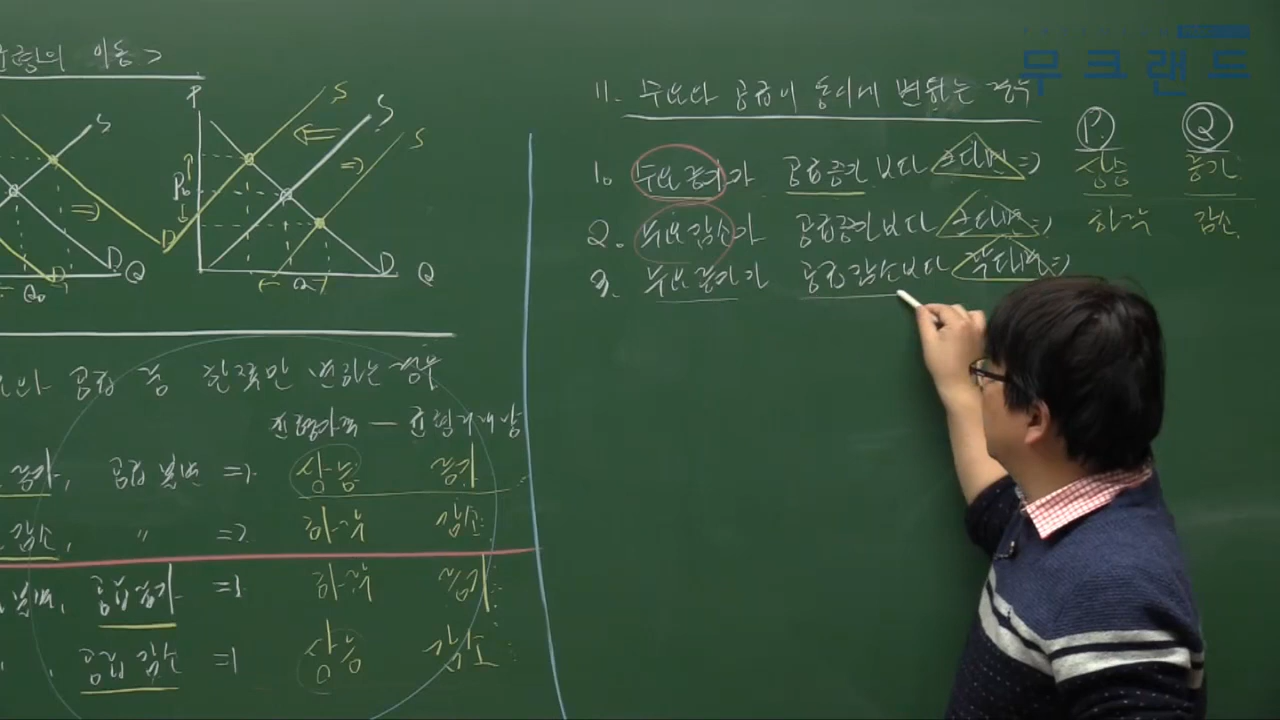 균형의 이동 >
P S S S
P₀
D D D Q
Q₀ Q
수요와 공급 중 한 쪽만 변하는 경우
균형가격 — 균형거래량
증가, 공급 불변 ⇒ 상승 증가
감소, 〃 ⇒ 하락 감소
불변, 공급증가 ⇒ 하락 증가
공급감소 ⇒ 상승 감소
무크랜드
11. 수요와 공급이 동시에 변하는 경우
P. Q
1. 수요증가가 공급증가보다 크다면 ⇒ 상승 증가
2. 수요감소가 공급증가보다 크다면 ⇒ 하락 감소
3. 수요증가가 공급감소보다 작다면 ⇒